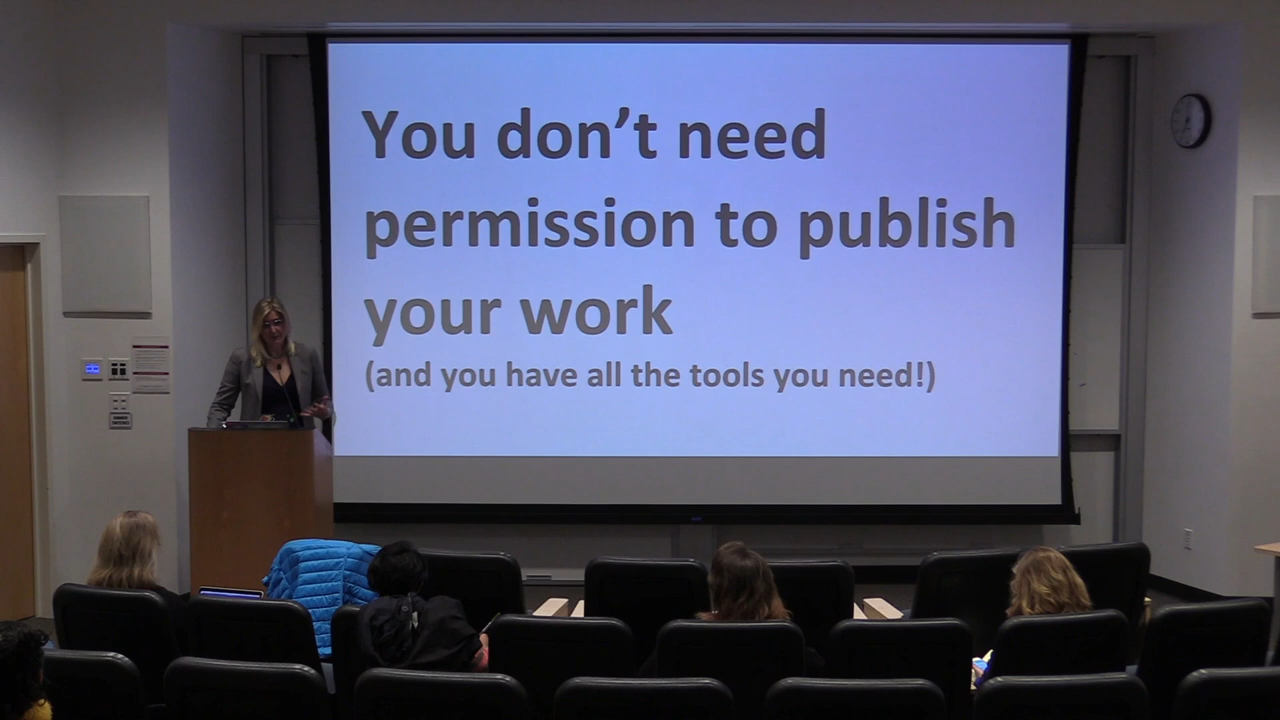 You don’t need
permission to publish
your work
(and you have all the tools you need!)